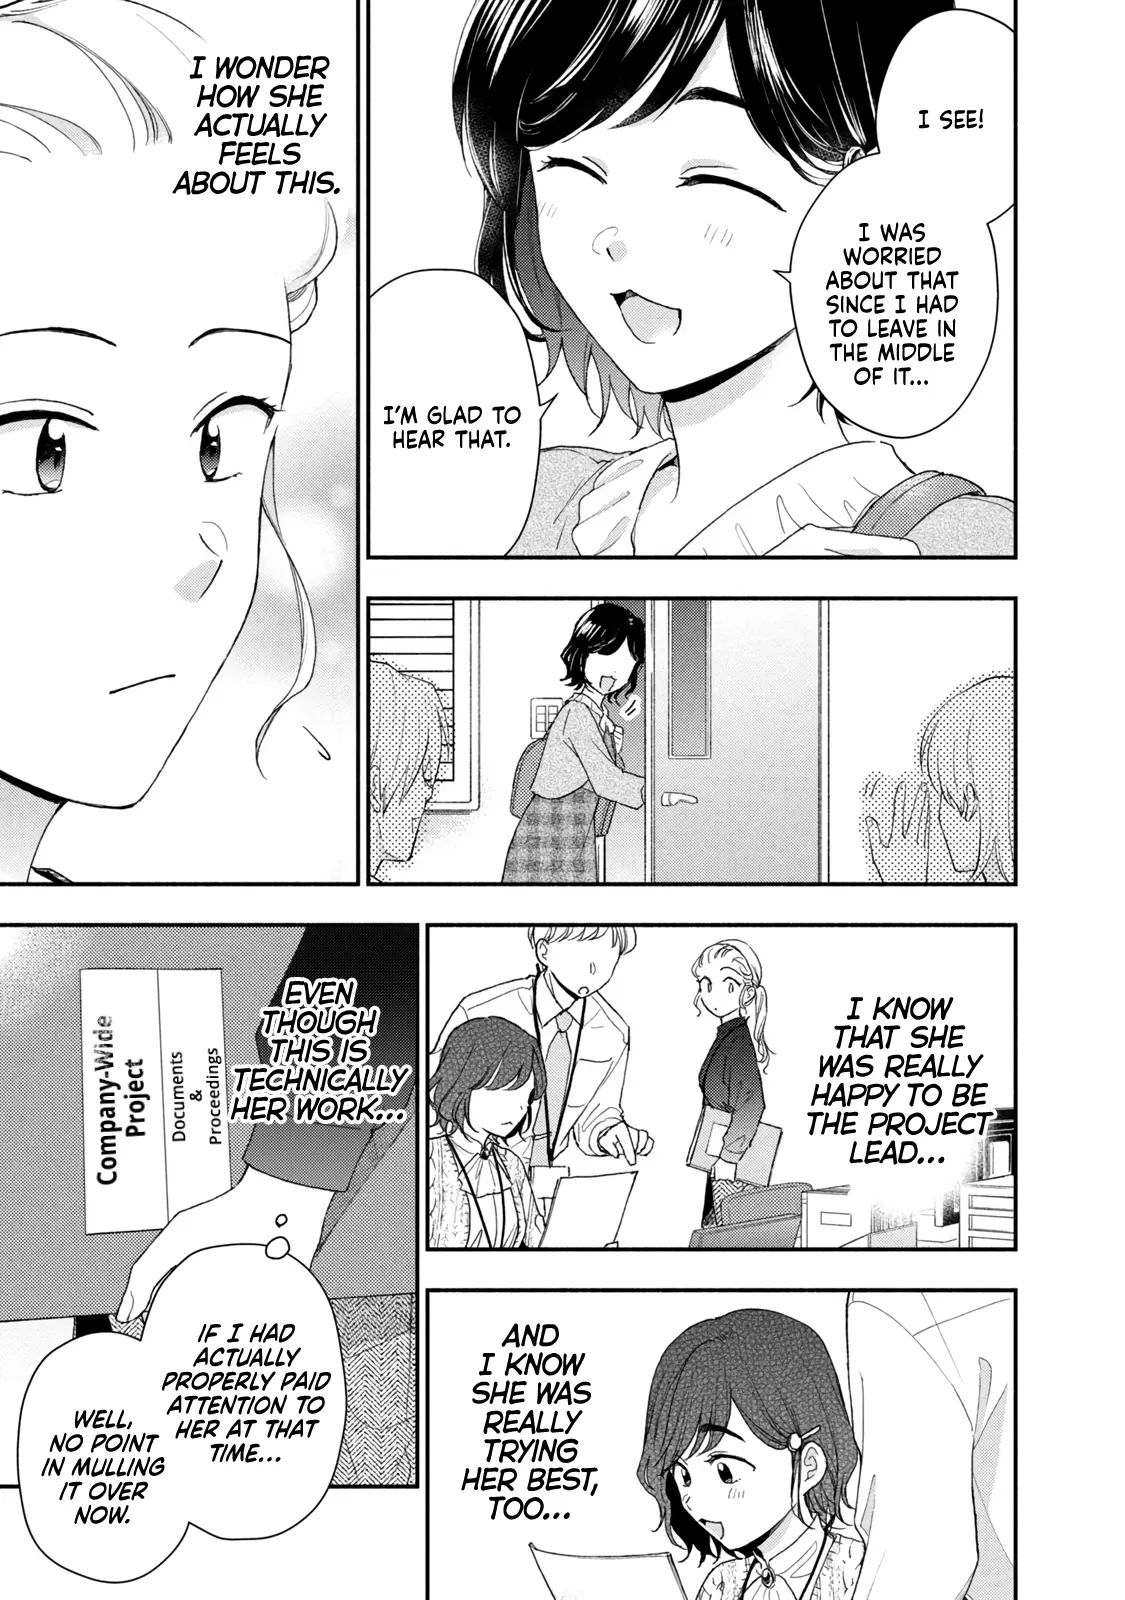 I SEE!
I WAS
WORRIED
ABOUT THAT
SINCE I HAD
TO LEAVE IN
THE MIDDLE
OF IT...
I'M GLAD TO
HEAR THAT.
I WONDER
HOW SHE
ACTUALLY
FEELS
ABOUT THIS.
I KNOW
THAT SHE
WAS REALLY
HAPPY TO BE
THE PROJECT
LEAD...
AND
I KNOW
SHE WAS
REALLY
TRYING
HER BEST,
TOO...
EVEN
THOUGH
THIS IS
TECHNICALLY
HER WORK...
Company-Wide
Project
Documents
&
Proceedings
IF I HAD
ACTUALLY
PROPERLY PAID
ATTENTION TO
HER AT THAT
TIME...
WELL,
NO POINT
IN MULLING
IT OVER
NOW.